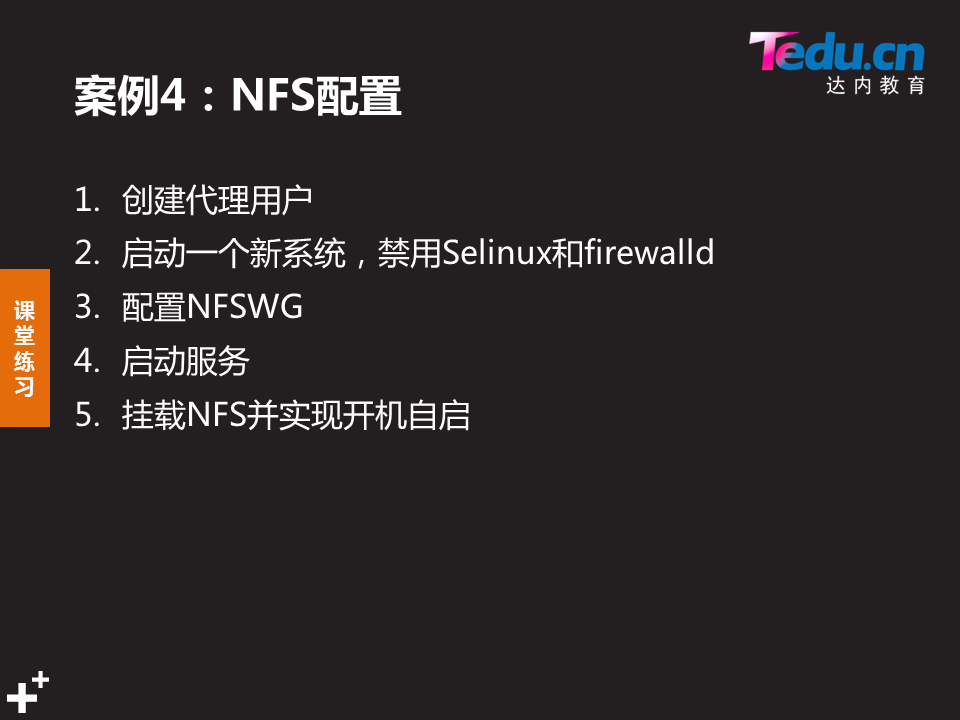 Tedu.cn
达内教育
案例4：NFS配置
1. 创建代理用户
2. 启动一个新系统，禁用Selinux和firewalld
3. 配置NFSWG
4. 启动服务
5. 挂载NFS并实现开机自启
课
堂
练
习